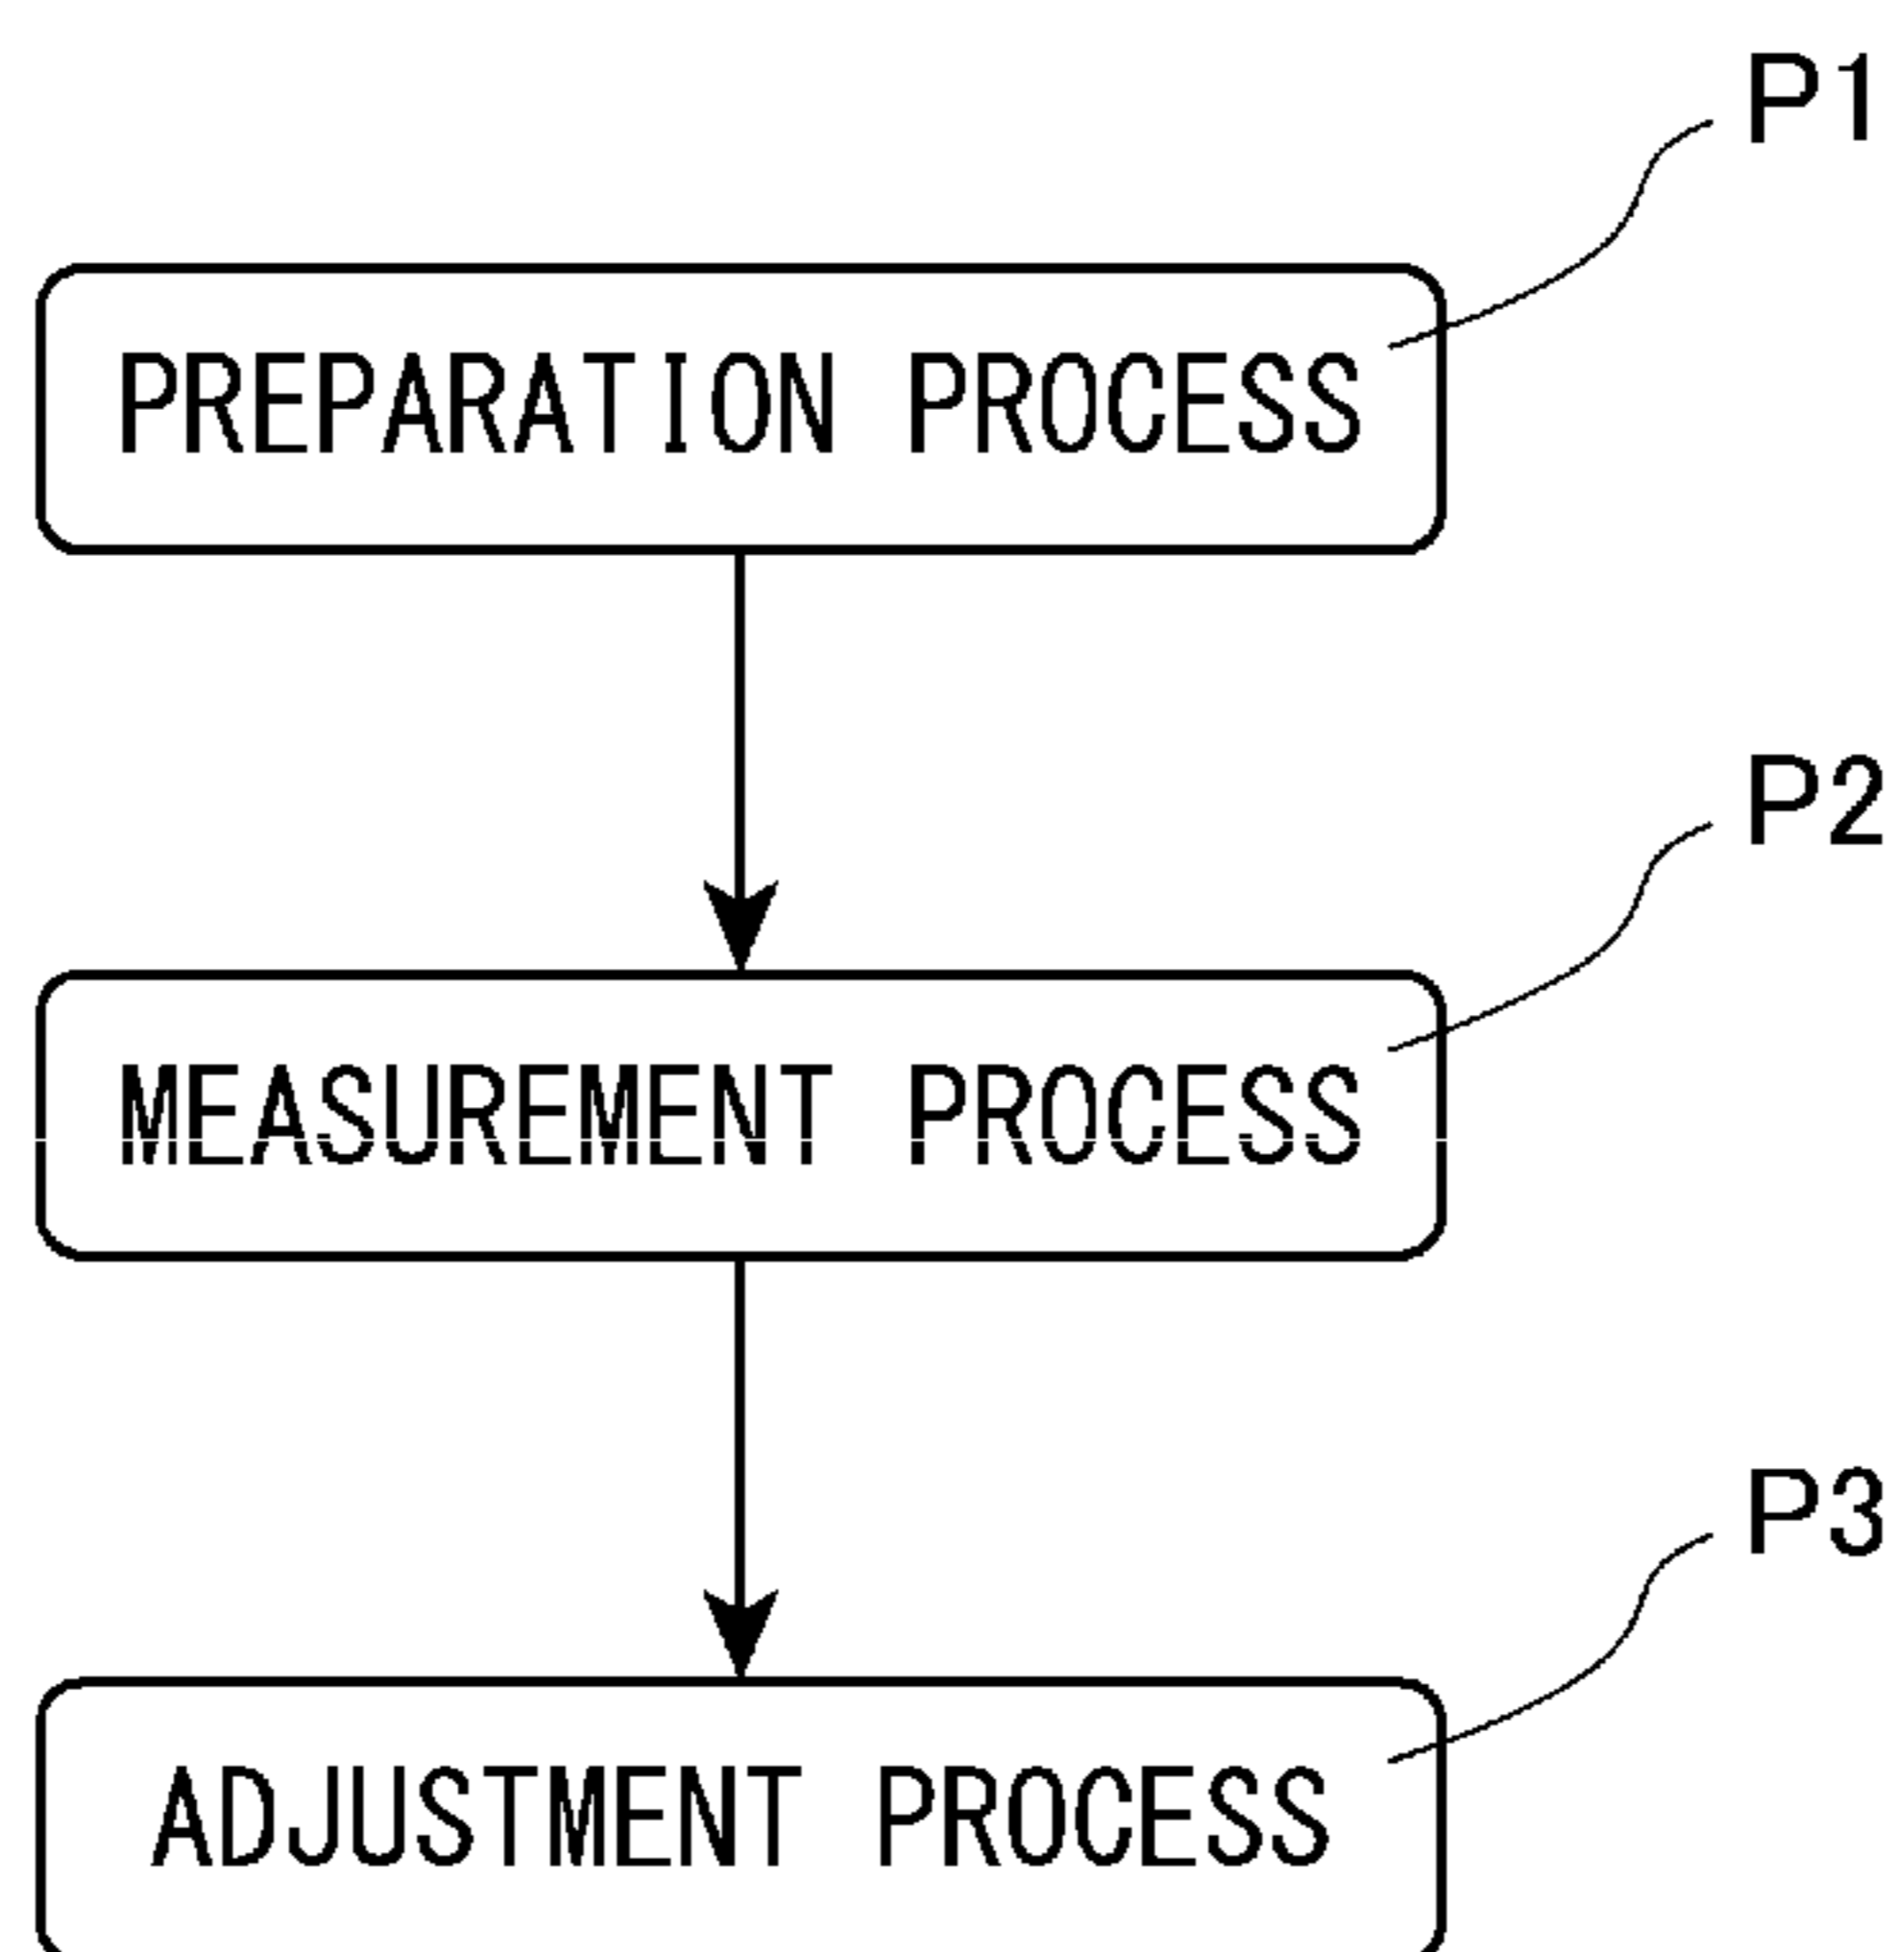 P1
PREPARATION PROCESS
P2
MEASUREMENT PROCESS
P3
ADJUSTMENT PROCESS